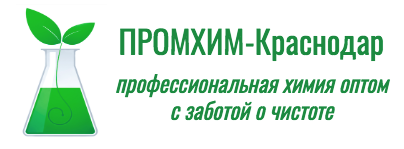 ПРОМХИМ-Краснодар
профессиональная химия оптом
с заботой о чистоте